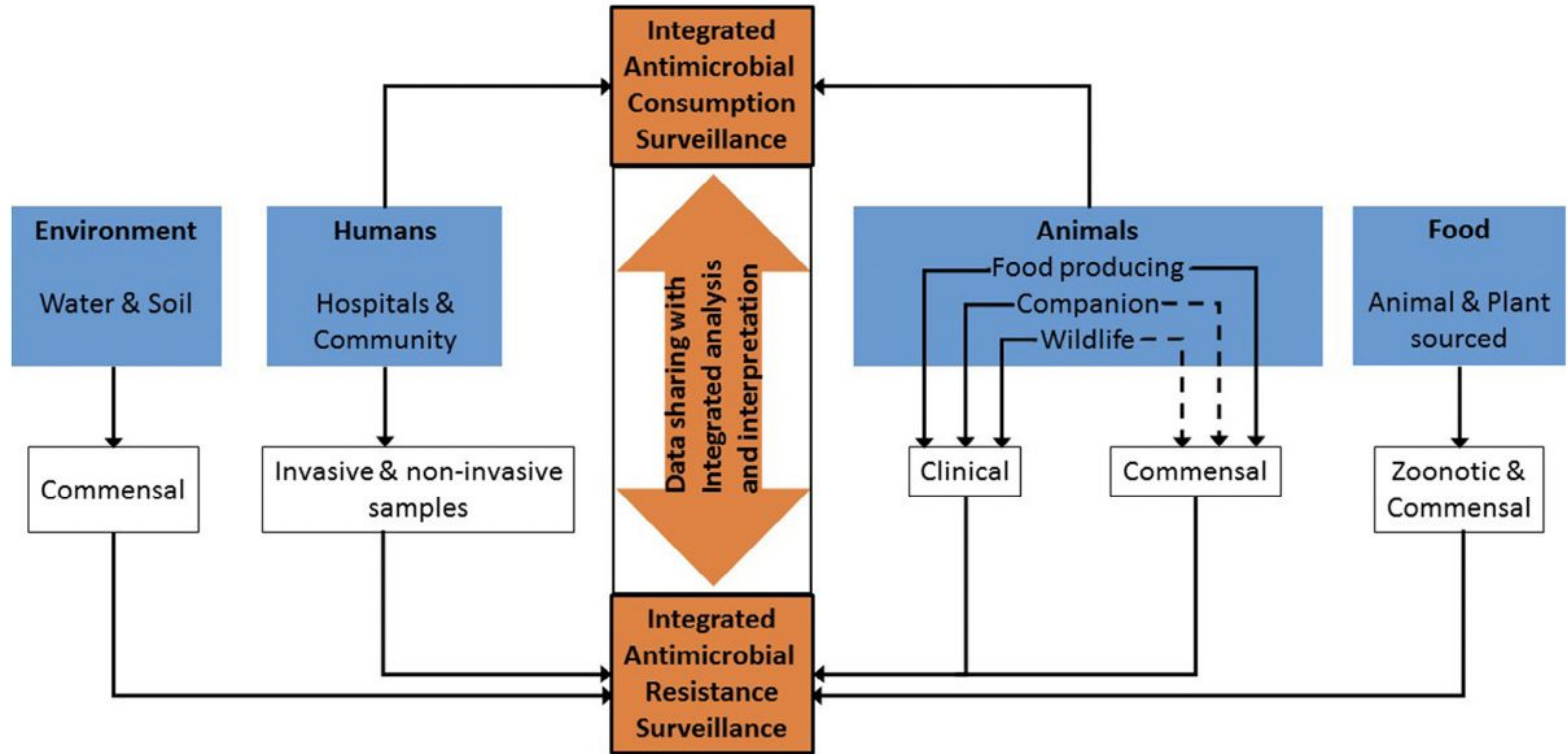 Integrated
Antimicrobial
Consumption
Surveillance
Environment
Water & Soil
Humans
Hospitals &
Community
Data sharing with
Integrated analysis
and interpretation
Animals
Food producing
Companion
Wildlife
Food
Animal & Plant
sourced
Commensal
Invasive & non-invasive
samples
Clinical
Commensal
Zoonotic &
Commensal
Integrated
Antimicrobial
Resistance
Surveillance